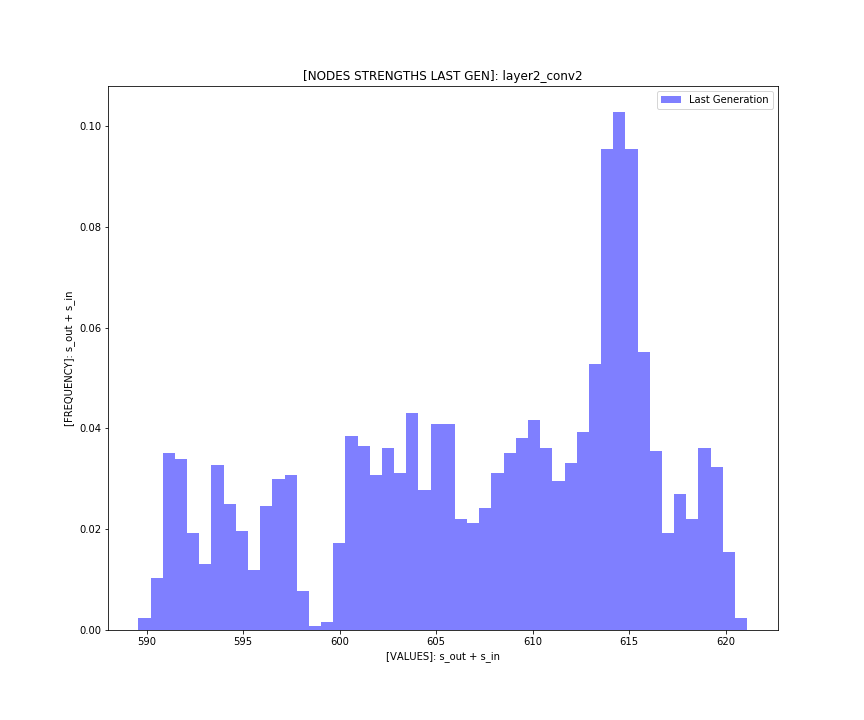 [NODES STRENGTHS LAST GEN]: layer2_conv2
Last Generation
[FREQUENCY]: s_out + s_in
0.10
0.08
0.06
0.04
0.02
0.00
590 595 600 605 610 615 620
[VALUES]: s_out + s_in